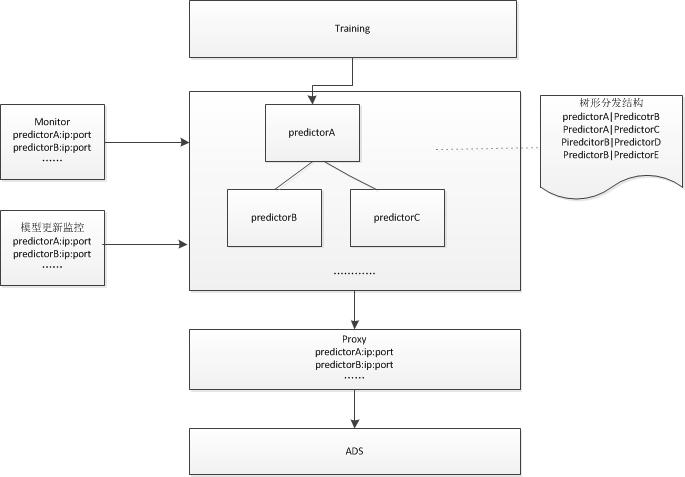 Training
Monitor
predictorA:ip:port
predictorB:ip:port
……
模型更新监控
predictorA:ip:port
predictorB:ip:port
……
predictorA
predictorB
predictorC
…………
树形分发结构
predictorA|PredicotrB
PredictorA|PredictorC
PiredcitorB|PredictorD
PredictorB|PredictorE
Proxy
predictorA:ip:port
predictorB:ip:port
……
ADS